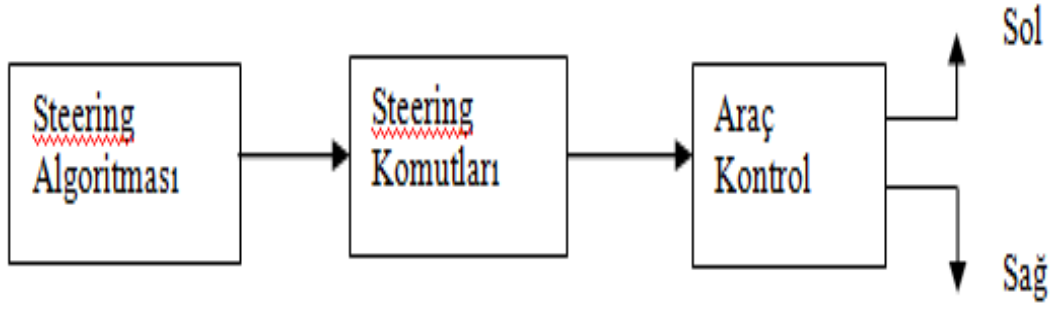 Steering
Algoritması
Steering
Komutları
Araç
Kontrol
Sol
Sağ